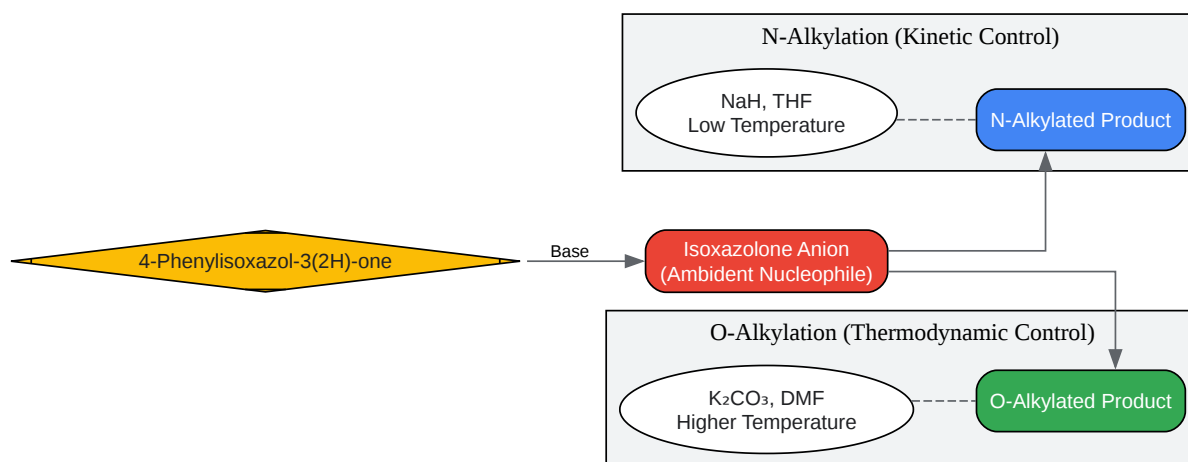 N-Alkylation (Kinetic Control)
NaH, THF
Low Temperature
N-Alkylated Product
4-Phenylisoxazol-3(2H)-one
Base
Isoxazolone Anion
(Ambident Nucleophile)
O-Alkylation (Thermodynamic Control)
K₂CO₃, DMF
Higher Temperature
O-Alkylated Product